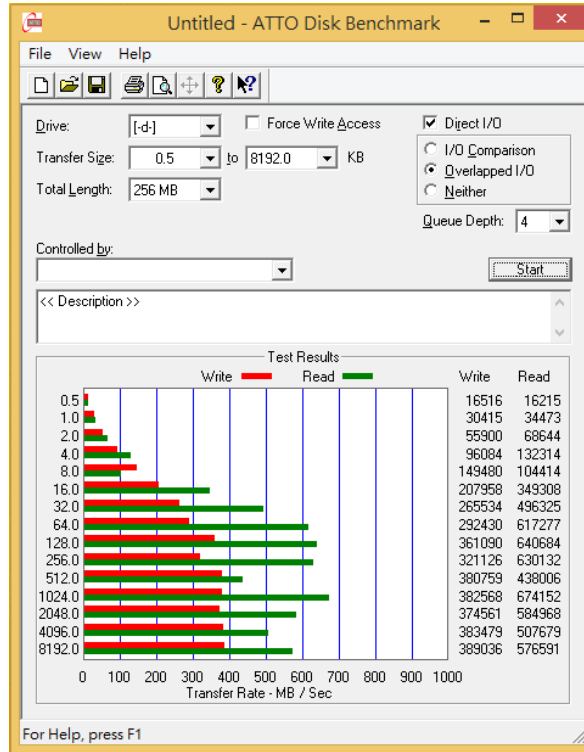 Untitled - ATTO Disk Benchmark
File View Help
Drive: [-d-] Force Write Access Direct I/O
Transfer Size: 0.5 to 8192.0 KB I/O Comparison
Overlapped I/O
Total Length: 256 MB Neither
Queue Depth: 4
Controlled by:
Start
<< Description >>
Test Results
Write Read Write Read
0.5 16516 16215
1.0 30415 34473
2.0 55900 68644
4.0 96084 132314
8.0 149480 104414
16.0 207958 349308
32.0 265534 496325
64.0 292430 617277
128.0 361090 640684
256.0 321126 630132
512.0 380759 438006
1024.0 382568 674152
2048.0 374561 584968
4096.0 383479 507679
8192.0 389036 576591
0 100 200 300 400 500 600 700 800 900 1000
Transfer Rate - MB / Sec
For Help, press F1